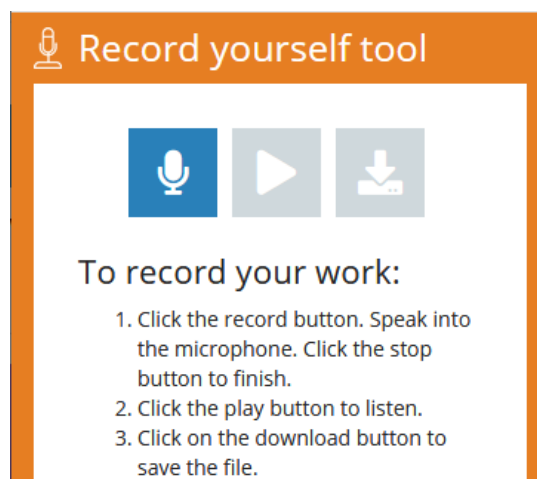 Record yourself tool
To record your work:
1. Click the record button. Speak into
the microphone. Click the stop
button to finish.
2. Click the play button to listen.
3. Click on the download button to
save the file.